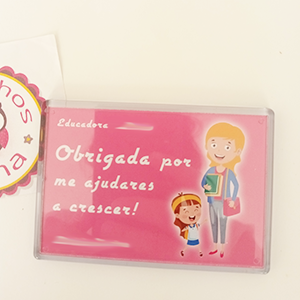 Educadora
Obrigada por
me ajudares
a crescer!